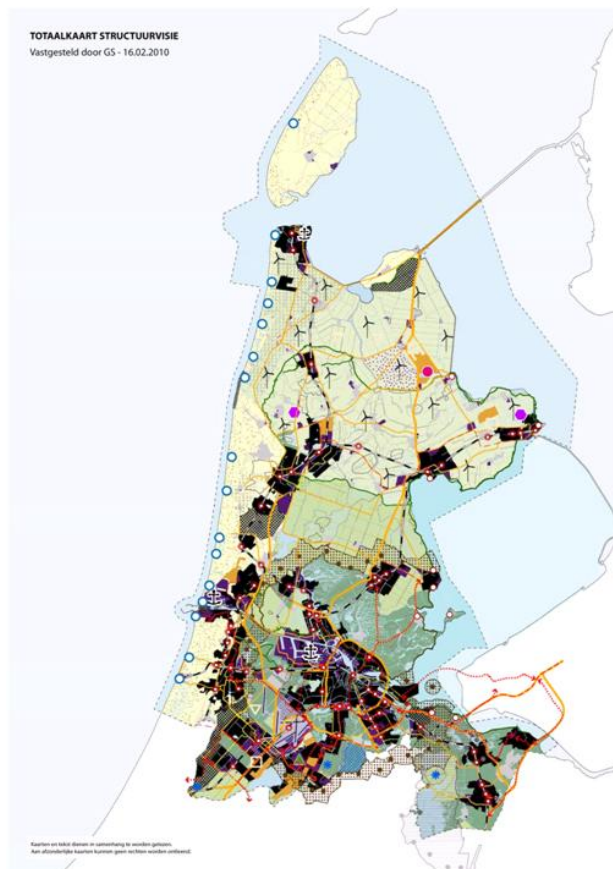 TOTAALKAART STRUCTUURVISIE
Vastgesteld door GS - 16.02.2010
Kaarten en tekst dienen in samenhang te worden gelezen.
Aan afzonderlijke kaarten kunnen geen rechten worden ontleend.